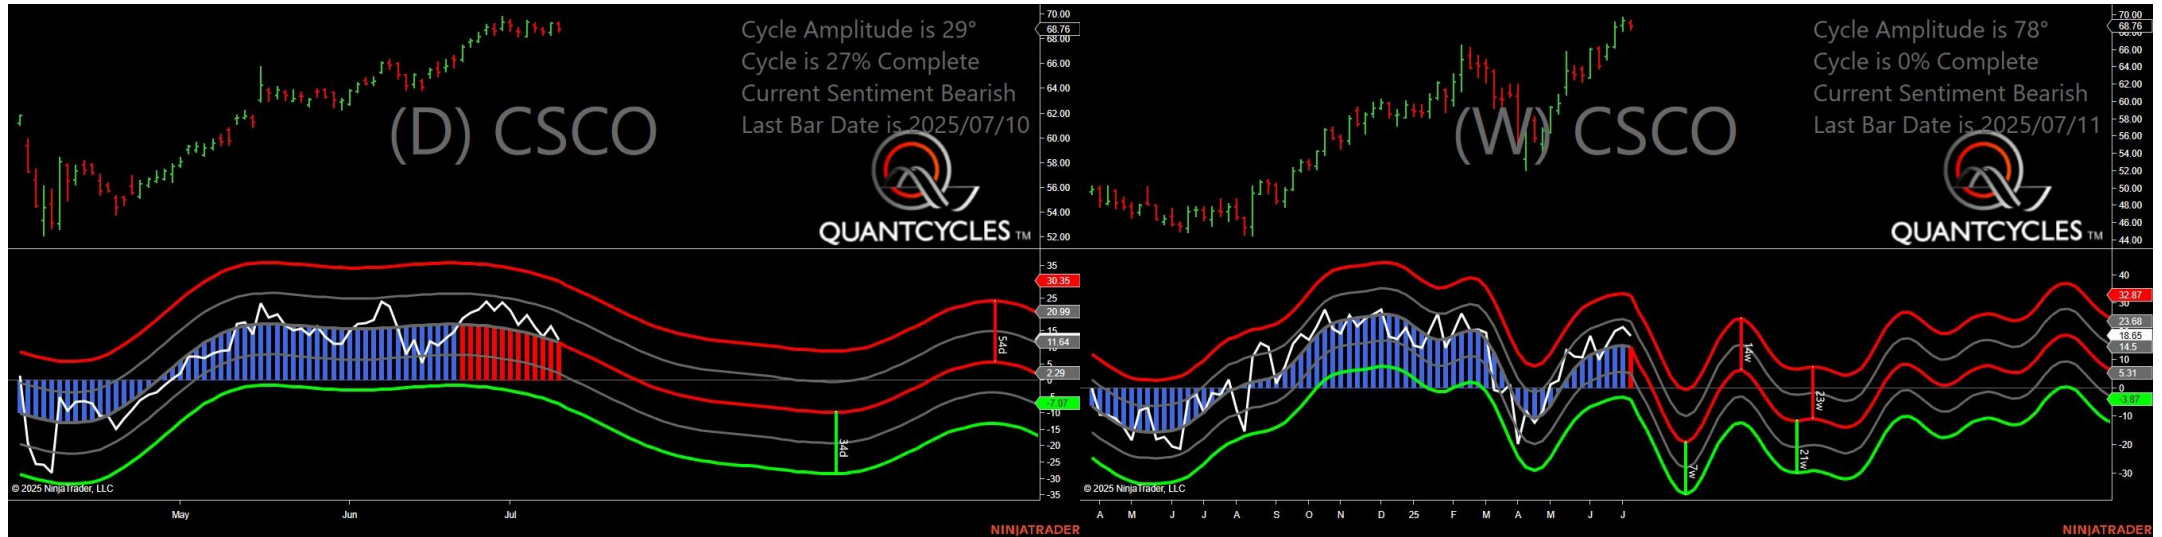 Cycle Amplitude is 29°
Cycle is 27% Complete
Current Sentiment Bearish
Last Bar Date is 2025/07/10
(D) CSCO
QUANTCYCLES TM
70.00
68.76
68.00
66.00
64.00
62.00
60.00
58.00
56.00
54.00
52.00
35
30.35
25
20.99
15
11.64
5
2.29
0
-7.07
-10
-15
-20
-25
-30
-35
54d
34d
© 2025 NinjaTrader, LLC
May
Jun
Jul
NINJATRADER
Cycle Amplitude is 78°
Cycle is 0% Complete
Current Sentiment Bearish
Last Bar Date is 2025/07/11
(W) CSCO
QUANTCYCLES TM
70.00
68.76
66.00
64.00
62.00
60.00
58.00
56.00
54.00
52.00
50.00
48.00
46.00
44.00
40
32.87
30
23.68
18.65
14.5
10
5.31
0
-3.87
-10
-20
-30
14w
23w
7w
21w
© 2025 NinjaTrader, LLC
A M J J A S O N D 25 F M A M J J
NINJATRADER